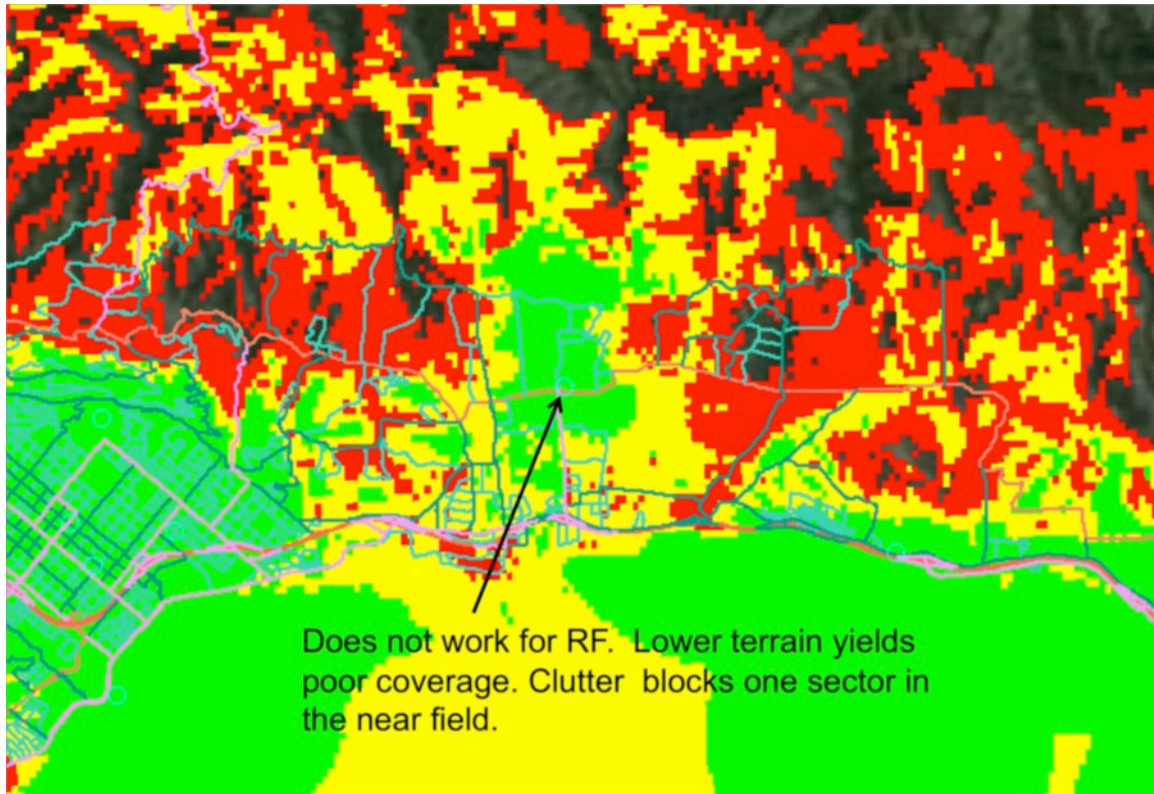 Does not work for RF.  Lower terrain yields
poor coverage. Clutter  blocks one sector in
the near field.